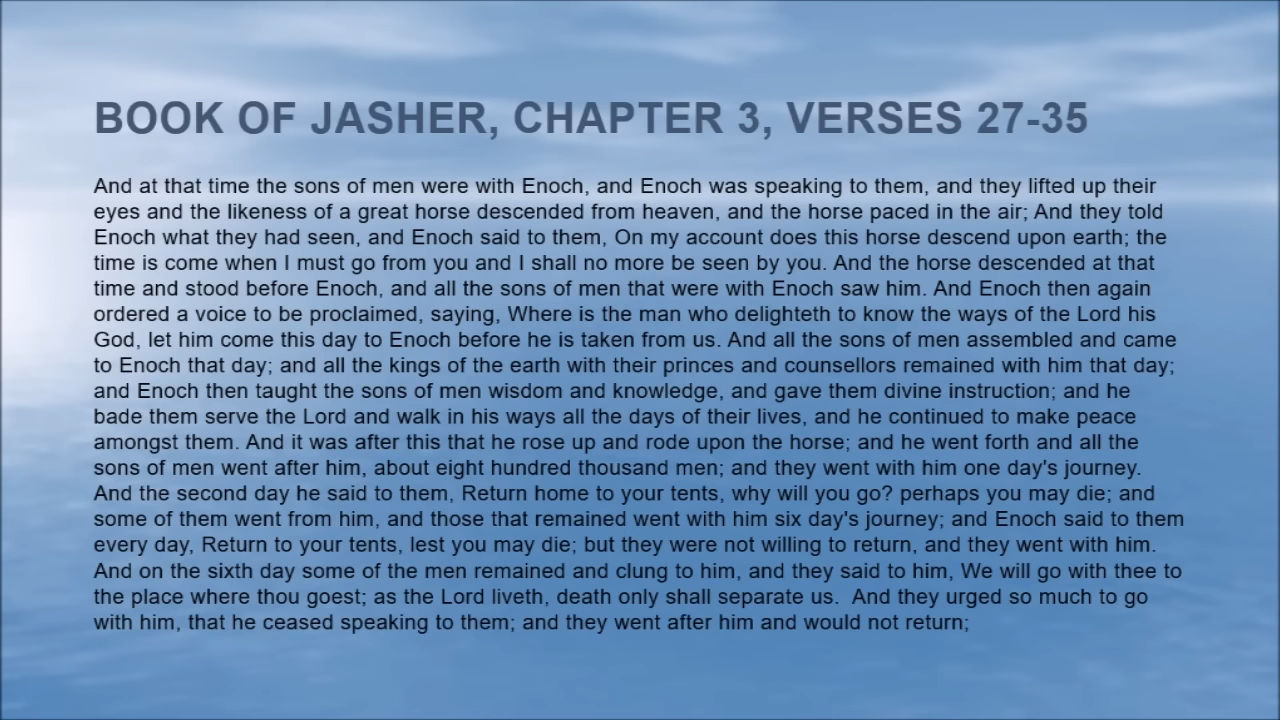 BOOK OF JASHER, CHAPTER 3, VERSES 27-35
And at that time the sons of men were with Enoch, and Enoch was speaking to them, and they lifted up their
eyes and the likeness of a great horse descended from heaven, and the horse paced in the air; And they told
Enoch what they had seen, and Enoch said to them, On my account does this horse descend upon earth; the
time is come when I must go from you and I shall no more be seen by you. And the horse descended at that
time and stood before Enoch, and all the sons of men that were with Enoch saw him. And Enoch then again
ordered a voice to be proclaimed, saying, Where is the man who delighteth to know the ways of the Lord his
God, let him come this day to Enoch before he is taken from us. And all the sons of men assembled and came
to Enoch that day; and all the kings of the earth with their princes and counsellors remained with him that day;
and Enoch then taught the sons of men wisdom and knowledge, and gave them divine instruction; and he
bade them serve the Lord and walk in his ways all the days of their lives, and he continued to make peace
amongst them. And it was after this that he rose up and rode upon the horse; and he went forth and all the
sons of men went after him, about eight hundred thousand men; and they went with him one day's journey.
And the second day he said to them, Return home to your tents, why will you go? perhaps you may die; and
some of them went from him, and those that remained went with him six day's journey; and Enoch said to them
every day, Return to your tents, lest you may die; but they were not willing to return, and they went with him.
And on the sixth day some of the men remained and clung to him, and they said to him, We will go with thee to
the place where thou goest; as the Lord liveth, death only shall separate us.  And they urged so much to go
with him, that he ceased speaking to them; and they went after him and would not return;